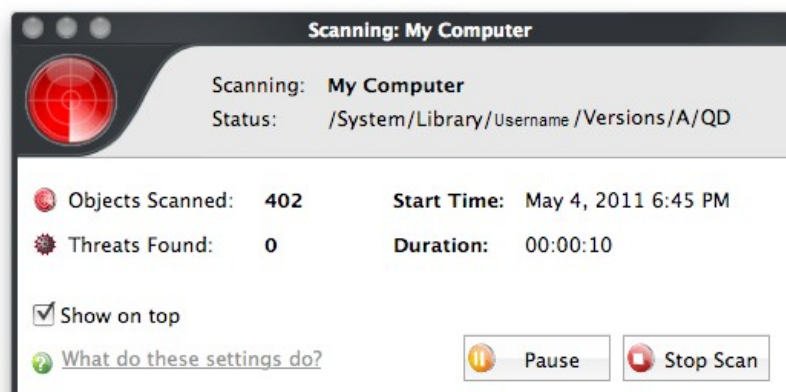 Scanning: My Computer
Scanning: My Computer
Status: /System/Library/Username/Versions/A/QD
Objects Scanned: 402 Start Time: May 4, 2011 6:45 PM
Threats Found: 0 Duration: 00:00:10
Show on top
What do these settings do?
Pause Stop Scan